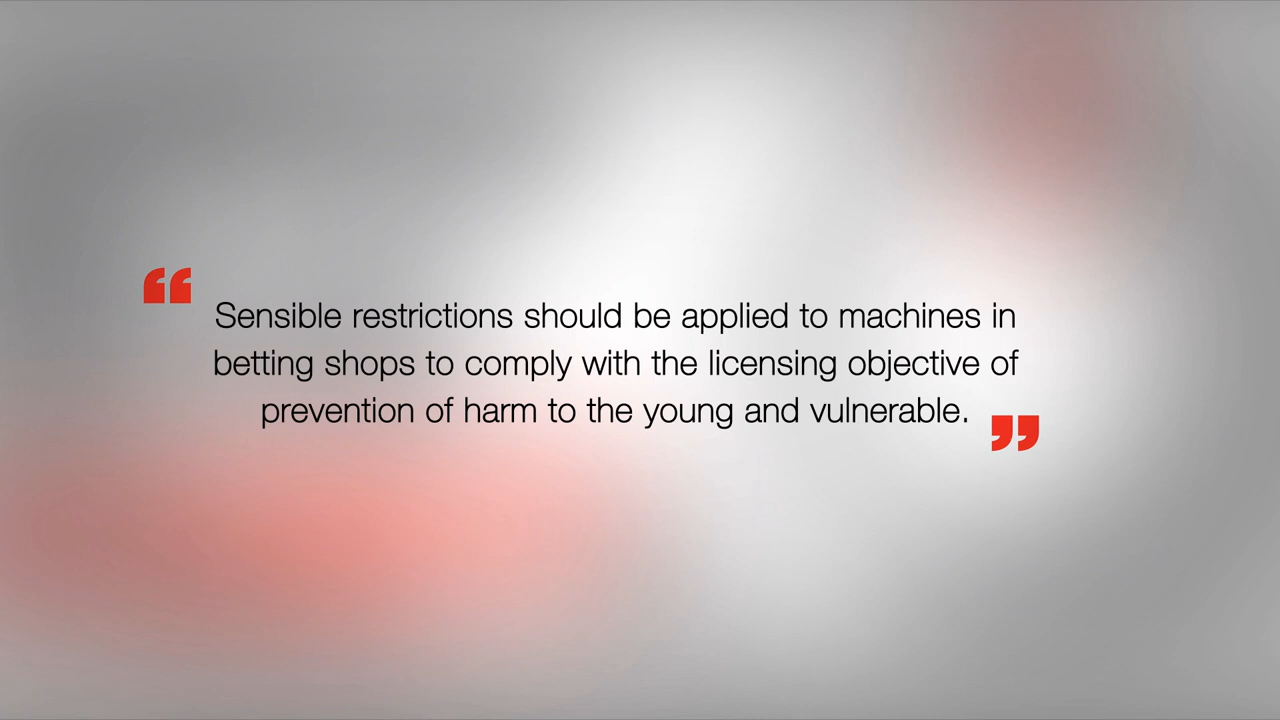 “Sensible restrictions should be applied to machines in
betting shops to comply with the licensing objective of
prevention of harm to the young and vulnerable.”